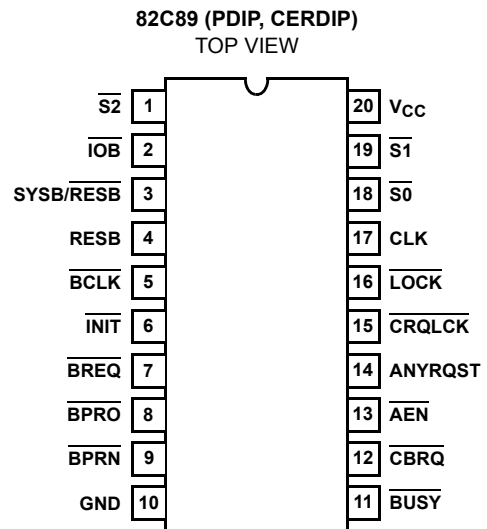 82C89 (PDIP, CERDIP)
TOP VIEW
S2 1 20 VCC
IOB 2 19 S1
SYSB/RESB 3 18 S0
RESB 4 17 CLK
BCLK 5 16 LOCK
INIT 6 15 CRQLCK
BREQ 7 14 ANYRQST
BPRO 8 13 AEN
BPRN 9 12 CBRQ
GND 10 11 BUSY